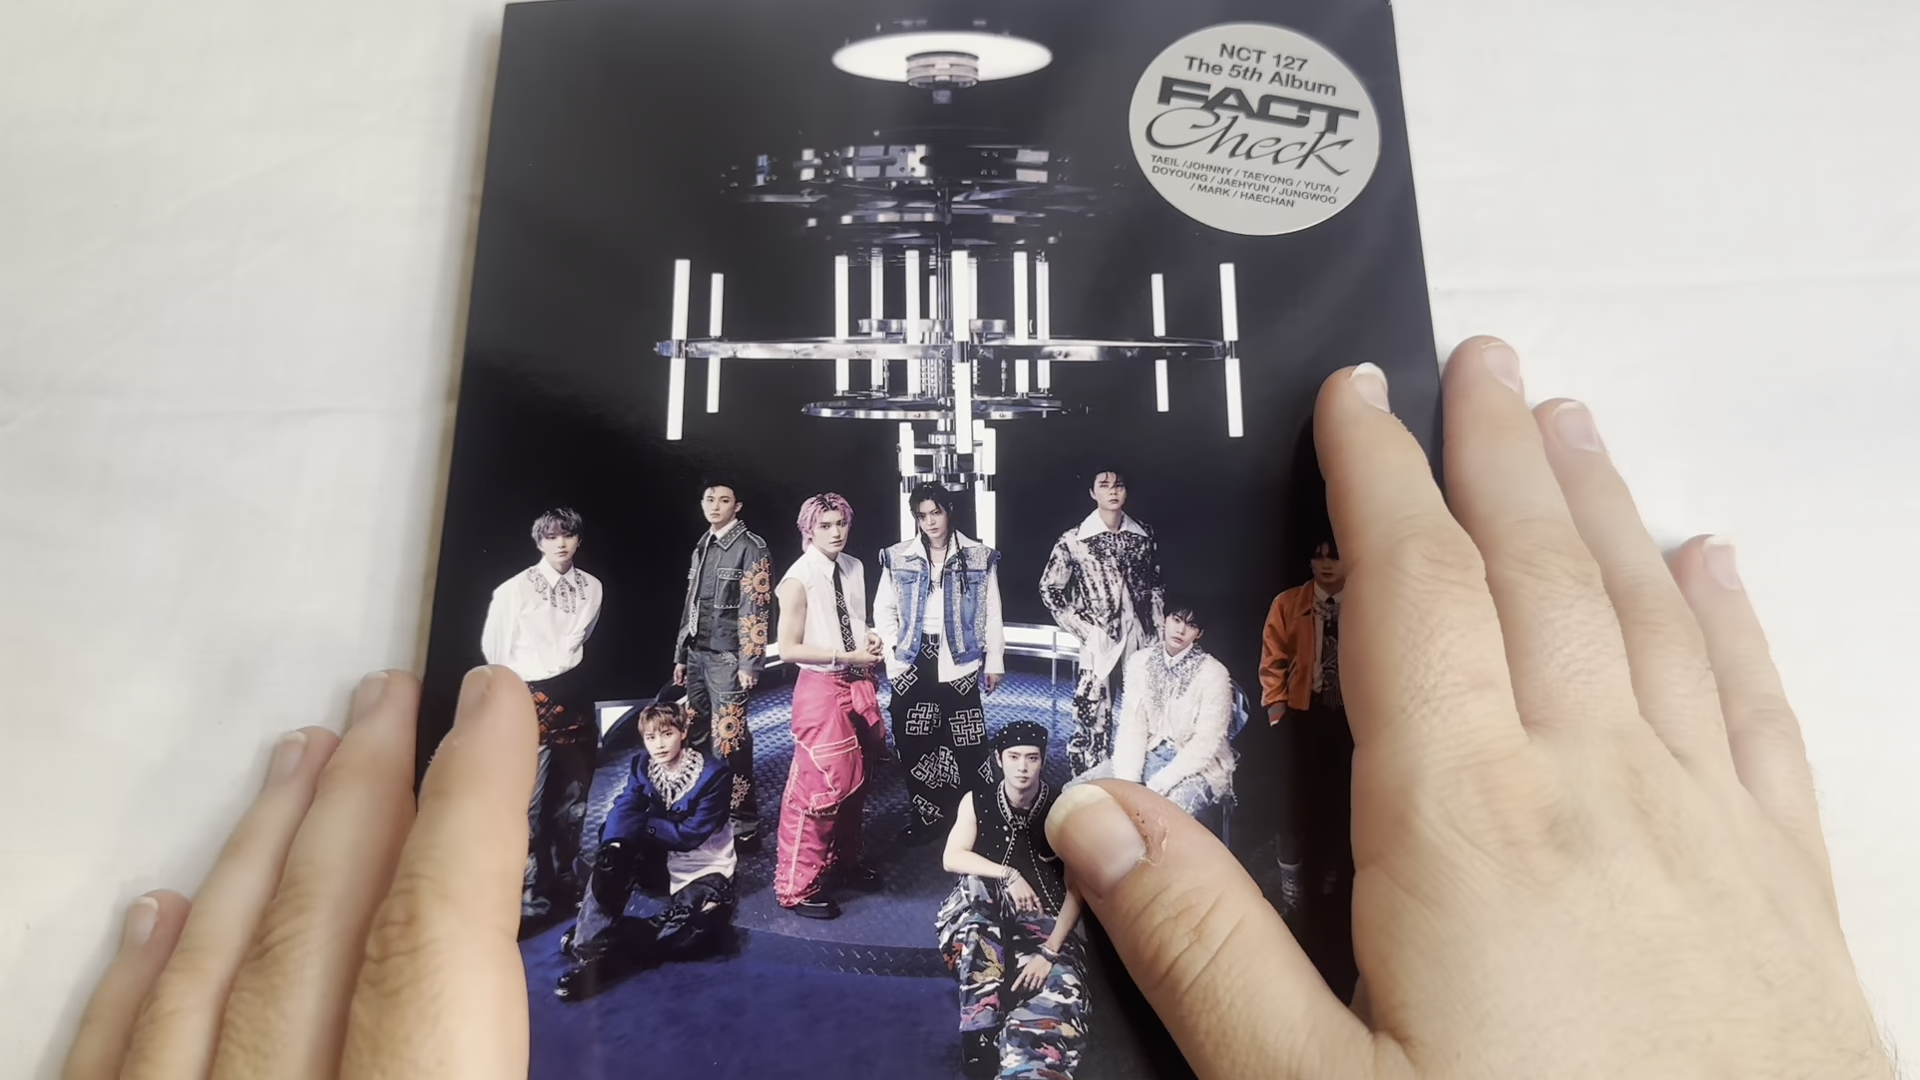 NCT 127
The 5th Album
FACT
Check
TAEIL /JOHNNY / TAEYONG / YUTA /
DOYOUNG / JAEHYUN / JUNGWOO
/ MARK / HAECHAN